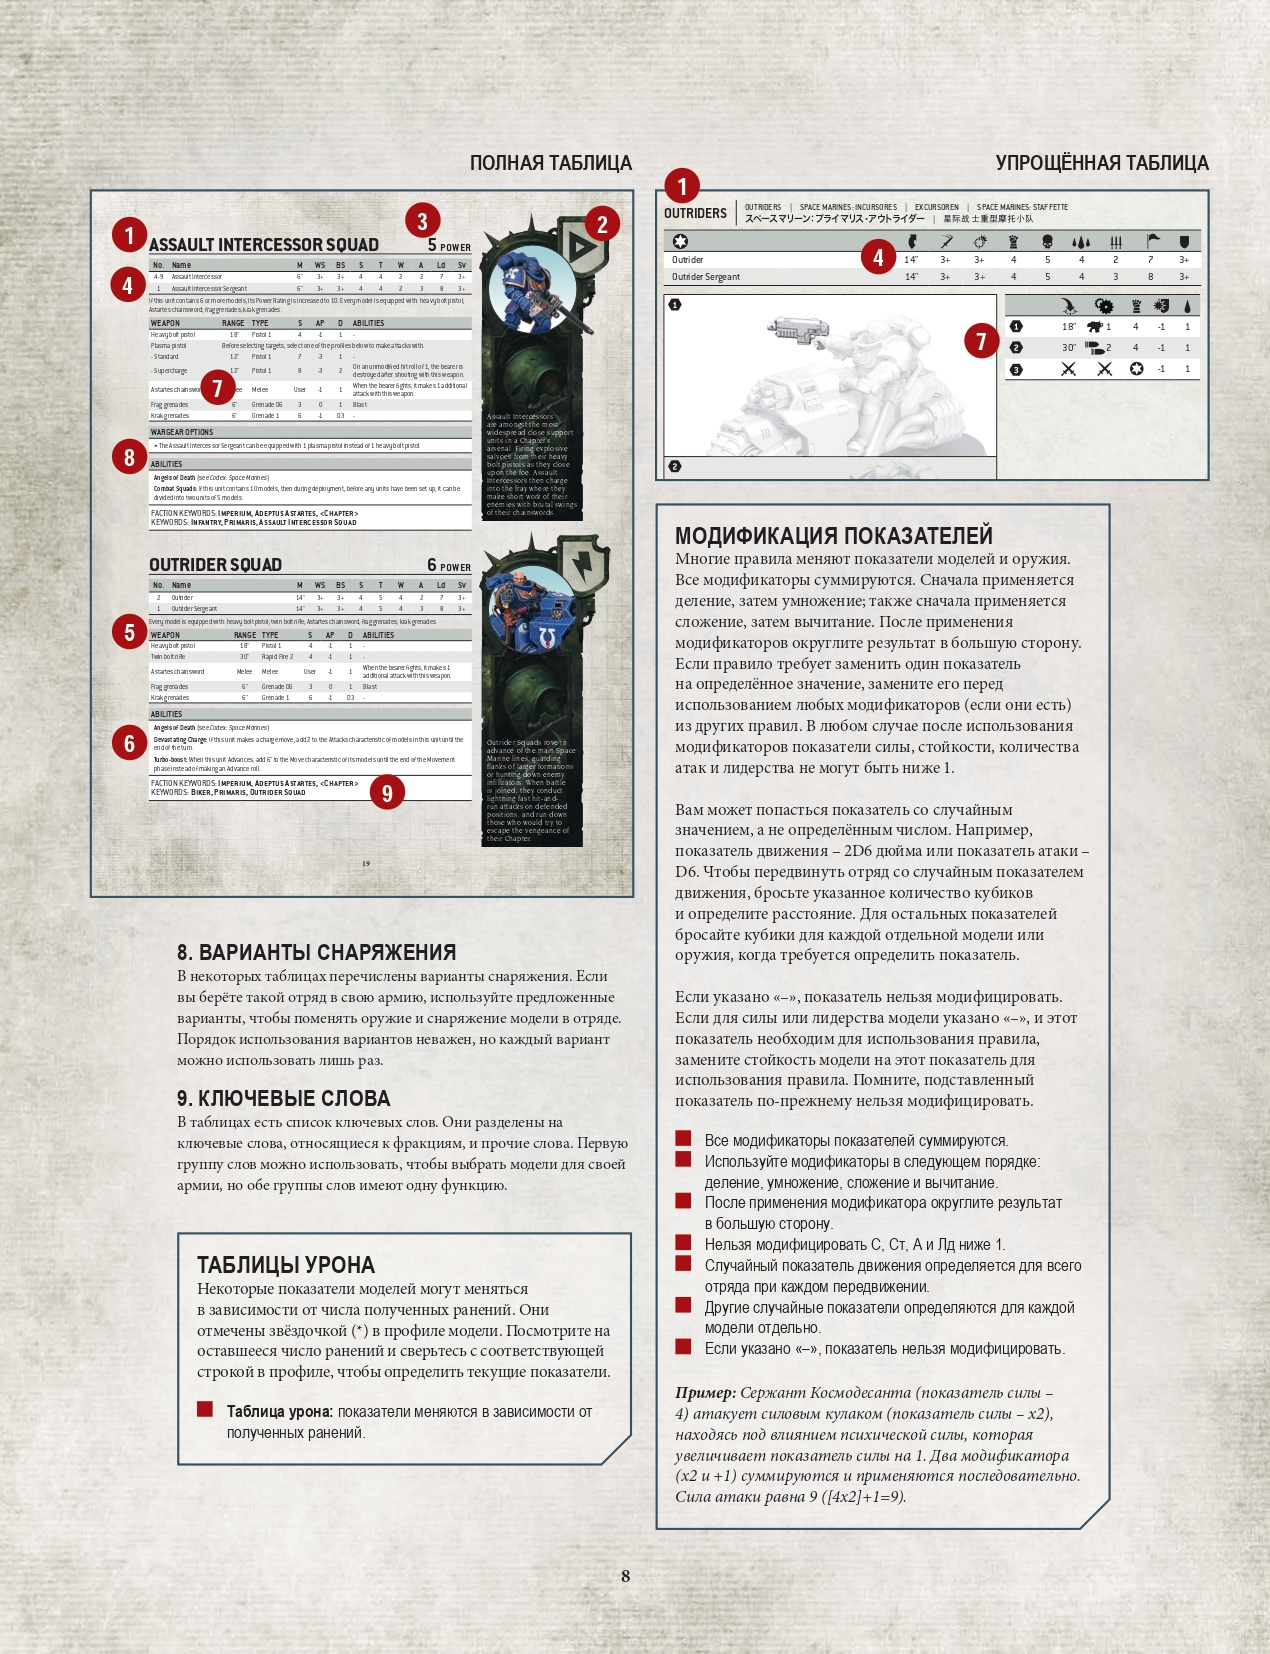 ПОЛНАЯ ТАБЛИЦА
1
3
2
ASSAULT INTERCESSOR SQUAD 5 POWER
4
No. Name M WS BS S T W A Ld Sv
4-9 Assault Intercessor 6" 3+ 3+ 4 4 2 2 7 3+
1 Assault Intercessor Sergeant 6" 3+ 3+ 4 4 2 3 8 3+
If this unit contains 6 or more models, its Power Rating is increased to 10. Every model is equipped with: heavy bolt pistol;
Astartes chainsword; frag grenades; krak grenades.
WEAPON RANGE TYPE S AP D ABILITIES
Heavy bolt pistol 18" Pistol 1 4 -1 1 -
Plasma pistol Before selecting targets, select one of the profiles below to make attacks with.
- Standard 12" Pistol 1 7 -3 1 -
- Supercharge 12" Pistol 1 8 -3 2 On an unmodified hit roll of 1, the bearer is
destroyed after shooting with this weapon.
7
Astartes chainsword Melee User -1 1 When the bearer fights, it makes 1 additional
attack with this weapon.
Frag grenades 6" Grenade D6 3 0 1 Blast
Krak grenades 6" Grenade 1 6 -1 D3 -
WARGEAR OPTIONS
8
• The Assault Intercessor Sergeant can be equipped with 1 plasma pistol instead of 1 heavy bolt pistol.
ABILITIES
Angels of Death (see Codex: Space Marines)
Combat Squads: If this unit contains 10 models, then during deployment, before any units have been set up, it can be
divided into two units of 5 models.
FACTION KEYWORDS: IMPERIUM, ADEPTUS ASTARTES, <CHAPTER>
KEYWORDS: INFANTRY, PRIMARIS, ASSAULT INTERCESSOR SQUAD
Assault Intercessors
are amongst the most
widespread close support
units in a Chapter's
arsenal. Firing explosive
salvoes from their heavy
bolt pistols as they close
upon the foe, Assault
Intercessors then charge
into the fray where they
make short work of their
enemies with brutal swings
of their chainswords.
OUTRIDER SQUAD 6 POWER
No. Name M WS BS S T W A Ld Sv
2 Outrider 14" 3+ 3+ 4 5 4 2 7 3+
1 Outrider Sergeant 14" 3+ 3+ 4 5 4 3 8 3+
Every model is equipped with: heavy bolt pistol; twin bolt rifle; Astartes chainsword; frag grenades; krak grenades.
5
WEAPON RANGE TYPE S AP D ABILITIES
Heavy bolt pistol 18" Pistol 1 4 -1 1 -
Twin bolt rifle 30" Rapid Fire 2 4 -1 1 -
Astartes chainsword Melee Melee User -1 1 When the bearer fights, it makes 1
additional attack with this weapon.
Frag grenades 6" Grenade D6 3 0 1 Blast
Krak grenades 6" Grenade 1 6 -1 D3 -
ABILITIES
6
Angels of Death (see Codex: Space Marines)
Devastating Charge: If this unit makes a charge move, add 2 to the Attacks characteristic of models in this unit until the
end of the turn.
Turbo-boost: When this unit Advances, add 6" to the Move characteristic of its models until the end of the Movement
phase instead of making an Advance roll.
FACTION KEYWORDS: IMPERIUM, ADEPTUS ASTARTES, <CHAPTER>
KEYWORDS: BIKER, PRIMARIS, OUTRIDER SQUAD
9
Outrider Squads rove in
advance of the main Space
Marine lines, guarding
flanks of larger formations
or hunting down enemy
infiltrators. When battle
is joined, they conduct
lightning fast hit-and-
run attacks on defended
positions, and run down
those who would try to
escape the vengeance of
their Chapter.
19
УПРОЩЁННАЯ ТАБЛИЦА
1
OUTRIDERS
OUTRIDERS | SPACE MARINES: INCURSORES | EXCURSOREN | SPACE MARINES: STAFFETTE
スペースマリーン：プライマリス・アウトライダー | 星际战士重型摩托小队
4
Outrider 14" 3+ 3+ 4 5 4 2 7 3+
Outrider Sergeant 14" 3+ 3+ 4 5 4 3 8 3+
1
7
1 18" 1 4 -1 1
2 30" 2 4 -1 1
3 -1 1
2
8. ВАРИАНТЫ СНАРЯЖЕНИЯ
В некоторых таблицах перечислены варианты снаряжения. Если
вы берёте такой отряд в свою армию, используйте предложенные
варианты, чтобы поменять оружие и снаряжение модели в отряде.
Порядок использования вариантов неважен, но каждый вариант
можно использовать лишь раз.
9. КЛЮЧЕВЫЕ СЛОВА
В таблицах есть список ключевых слов. Они разделены на
ключевые слова, относящиеся к фракциям, и прочие слова. Первую
группу слов можно использовать, чтобы выбрать модели для своей
армии, но обе группы слов имеют одну функцию.
ТАБЛИЦЫ УРОНА
Некоторые показатели моделей могут меняться
в зависимости от числа полученных ранений. Они
отмечены звёздочкой (*) в профиле модели. Посмотрите на
оставшееся число ранений и сверьтесь с соответствующей
строкой в профиле, чтобы определить текущие показатели.
Таблица урона: показатели меняются в зависимости от
полученных ранений.
МОДИФИКАЦИЯ ПОКАЗАТЕЛЕЙ
Многие правила меняют показатели моделей и оружия.
Все модификаторы суммируются. Сначала применяется
деление, затем умножение; также сначала применяется
сложение, затем вычитание. После применения
модификаторов округлите результат в большую сторону.
Если правило требует заменить один показатель
на определённое значение, замените его перед
использованием любых модификаторов (если они есть)
из других правил. В любом случае после использования
модификаторов показатели силы, стойкости, количества
атак и лидерства не могут быть ниже 1.
Вам может попасться показатель со случайным
значением, а не определённым числом. Например,
показатель движения – 2D6 дюйма или показатель атаки –
D6. Чтобы передвинуть отряд со случайным показателем
движения, бросьте указанное количество кубиков
и определите расстояние. Для остальных показателей
бросайте кубики для каждой отдельной модели или
оружия, когда требуется определить показатель.
Если указано «–», показатель нельзя модифицировать.
Если для силы или лидерства модели указано «–», и этот
показатель необходим для использования правила,
замените стойкость модели на этот показатель для
использования правила. Помните, подставленный
показатель по-прежнему нельзя модифицировать.
Все модификаторы показателей суммируются.
Используйте модификаторы в следующем порядке:
деление, умножение, сложение и вычитание.
После применения модификатора округлите результат
в большую сторону.
Нельзя модифицировать С, Ст, А и Лд ниже 1.
Случайный показатель движения определяется для всего
отряда при каждом передвижении.
Другие случайные показатели определяются для каждой
модели отдельно.
Если указано «–», показатель нельзя модифицировать.
Пример: Сержант Космодесанта (показатель силы –
4) атакует силовым кулаком (показатель силы – x2),
находясь под влиянием психической силы, которая
увеличивает показатель силы на 1. Два модификатора
(x2 и +1) суммируются и применяются последовательно.
Сила атаки равна 9 ([4x2]+1=9).
8